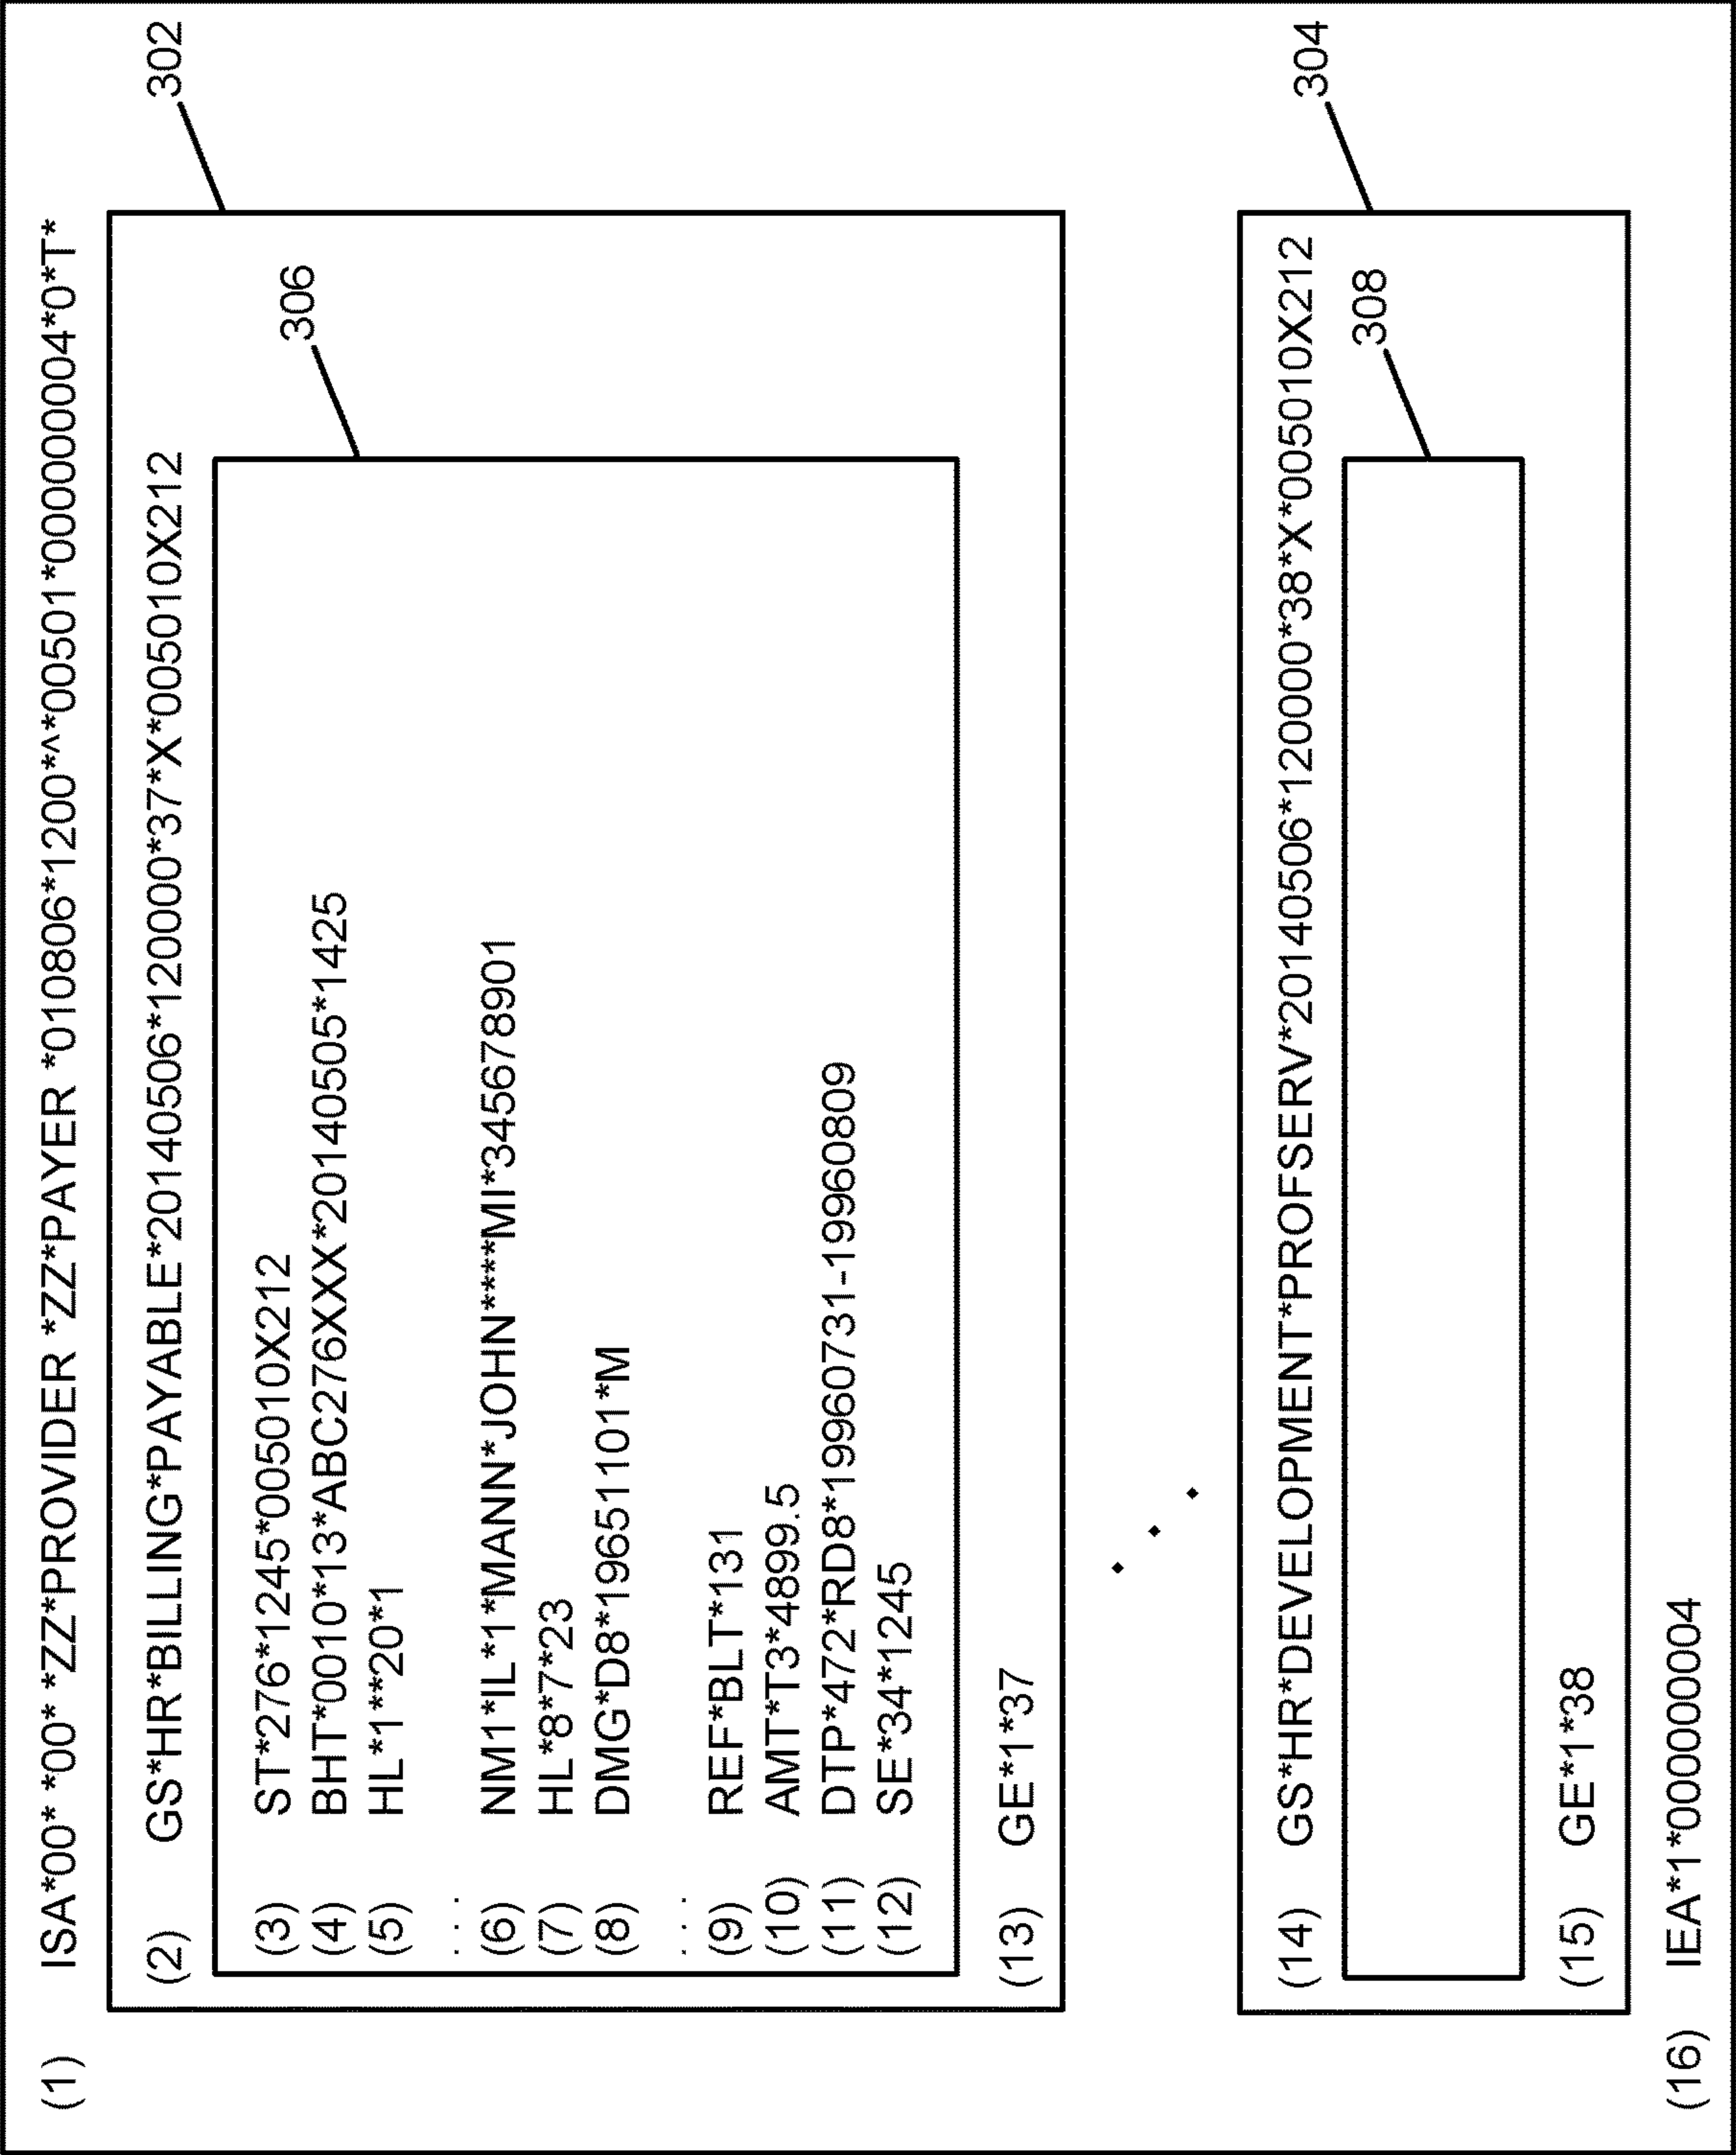 (1) ISA*00* *00* *ZZ*PROVIDER *ZZ*PAYER *010806*1200*^*00501*000000004*0*T*
302
(2) GS*HR*BILLING*PAYABLE*20140506*120000*37*X*005010X212
306
(3) ST*276*1245*005010X212
(4) BHT*0010*13*ABC276XXX*20140505*1425
(5) HL*1**20*1
. . .
(6) NM1*IL*1*MANN*JOHN****MI*345678901
(7) HL*8*7*23
(8) DMG*D8*19651101*M
. . .
(9) REF*BLT*131
(10) AMT*T3*4899.5
(11) DTP*472*RD8*19960731-19960809
(12) SE*34*1245
(13) GE*1*37
304
(14) GS*HR*DEVELOPMENT*PROFSERV*20140506*120000*38*X*005010X212
308
(15) GE*1*38
(16) IEA*1*000000004